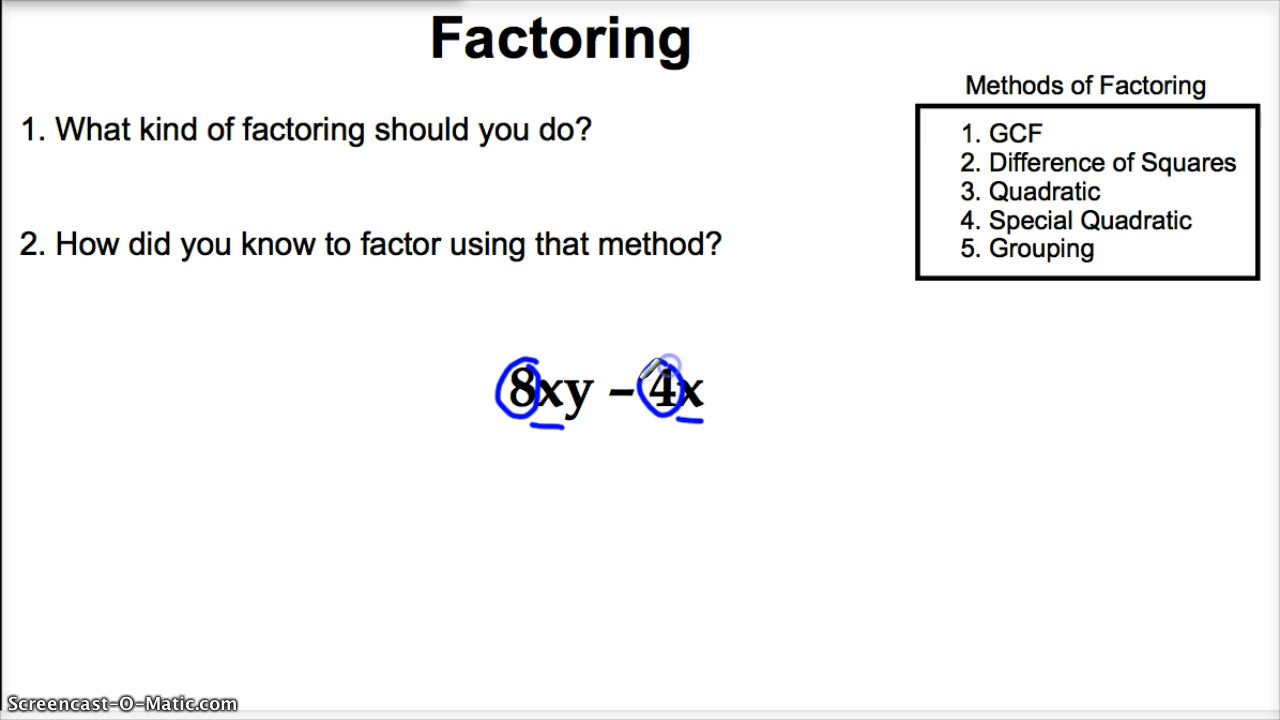 Factoring
Methods of Factoring
1. What kind of factoring should you do?
1. GCF
2. Difference of Squares
3. Quadratic
4. Special Quadratic
5. Grouping
2. How did you know to factor using that method?
8xy – 4x
Screencast-O-Matic.com